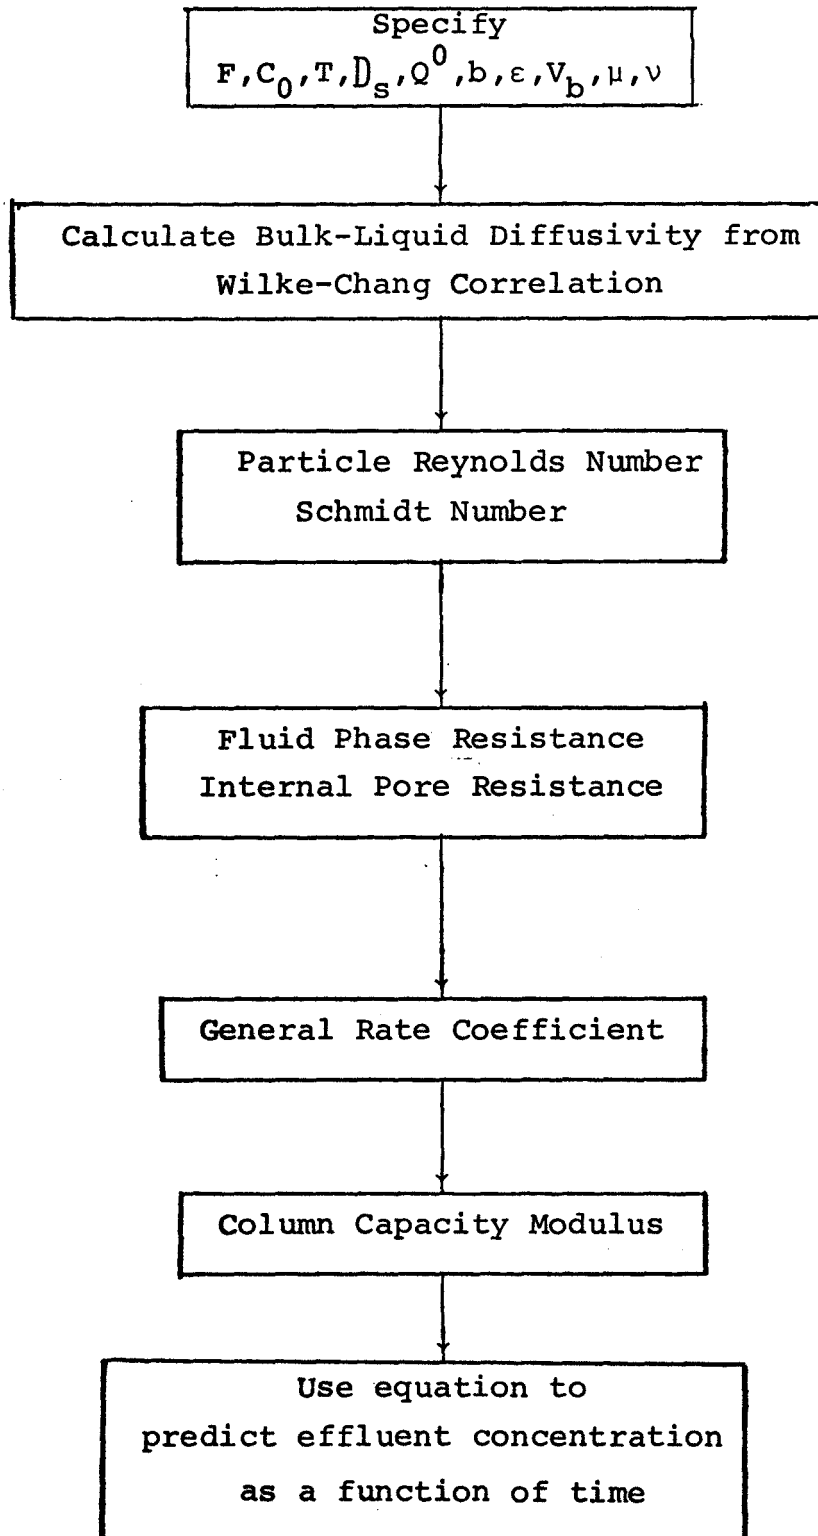 Specify
F,C₀,T,D_s,Q⁰,b,ε,V_b,μ,ν
Calculate Bulk-Liquid Diffusivity from
Wilke-Chang Correlation
Particle Reynolds Number
Schmidt Number
Fluid Phase Resistance
Internal Pore Resistance
General Rate Coefficient
Column Capacity Modulus
Use equation to
predict effluent concentration
as a function of time